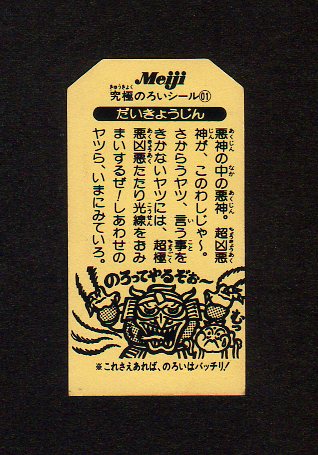 Meiji
究極のろいシール01
だいきょうじん
悪神の中の悪神。超凶悪
神が、このわしじゃ〜。
さからうヤツ、言う事を
きかないヤツには、超極
悪凶悪たたり光線をおみ
まいするぜ!しあわせの
ヤツら、いまにみていろ。
のろってやるぞぉ〜
むっ
※これさえあれば、のろいはバッチリ!